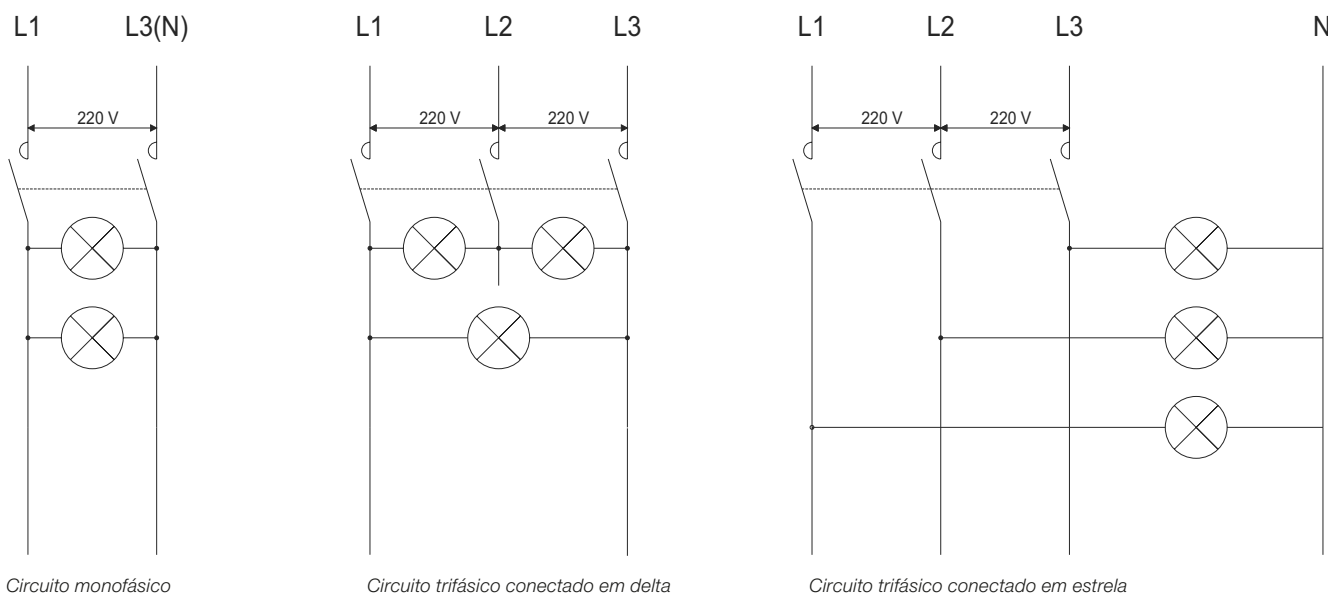 L1 L3(N) L1 L2 L3 L1 L2 L3 N
220 V 220 V 220 V 220 V 220 V
Circuito monofásico
Circuito trifásico conectado em delta
Circuito trifásico conectado em estrela